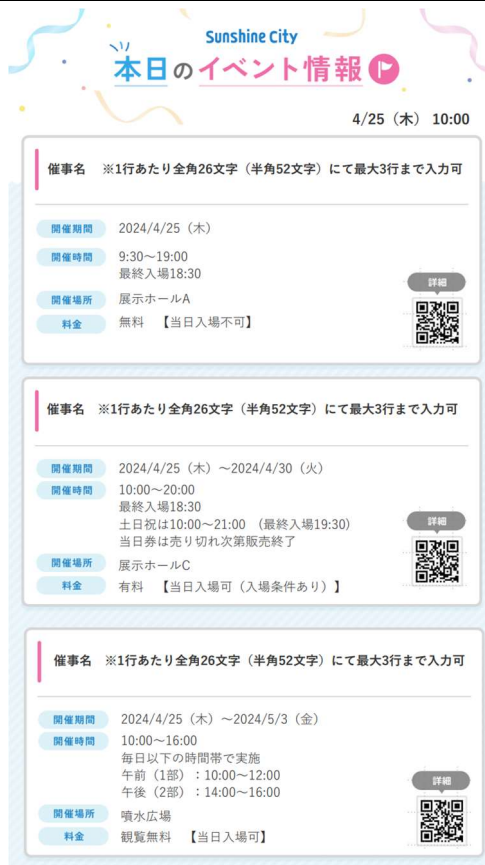 Sunshine City
本日のイベント情報
4/25（木） 10:00
催事名　※1行あたり全角26文字（半角52文字）にて最大3行まで入力可
開催期間　2024/4/25（木）
開催時間　9:30～19:00
最終入場18:30
詳細
開催場所　展示ホールA
料金　無料　【当日入場不可】
催事名　※1行あたり全角26文字（半角52文字）にて最大3行まで入力可
開催期間　2024/4/25（木）～2024/4/30（火）
開催時間　10:00～20:00
最終入場18:30
土日祝は10:00～21:00　(最終入場19:30)
当日券は売り切れ次第販売終了
詳細
開催場所　展示ホールC
料金　有料　【当日入場可（入場条件あり）】
催事名　※1行あたり全角26文字（半角52文字）にて最大3行まで入力可
開催期間　2024/4/25（木）～2024/5/3（金）
開催時間　10:00～16:00
毎日以下の時間帯で実施
午前（1部）：10:00～12:00
午後（2部）：14:00～16:00
詳細
開催場所　噴水広場
料金　観覧無料　【当日入場可】